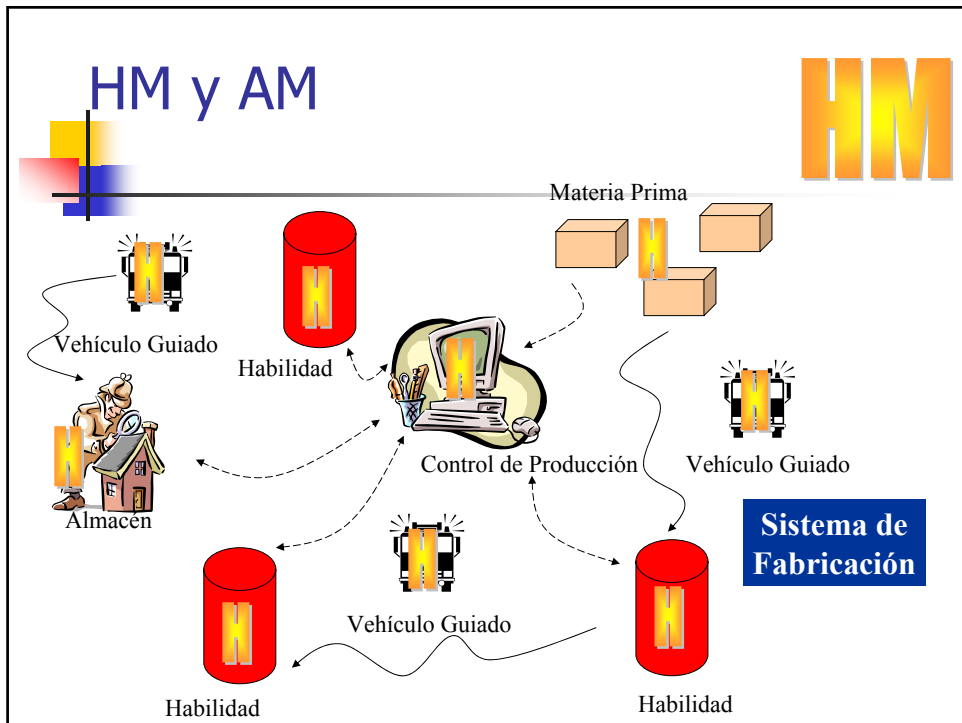 HM y AM
HM
Materia Prima
H
H
H
Vehículo Guiado
Habilidad
H
H
H
Almacén
Control de Producción
Vehículo Guiado
Sistema de
Fabricación
H
H
H
Vehículo Guiado
Habilidad
Habilidad